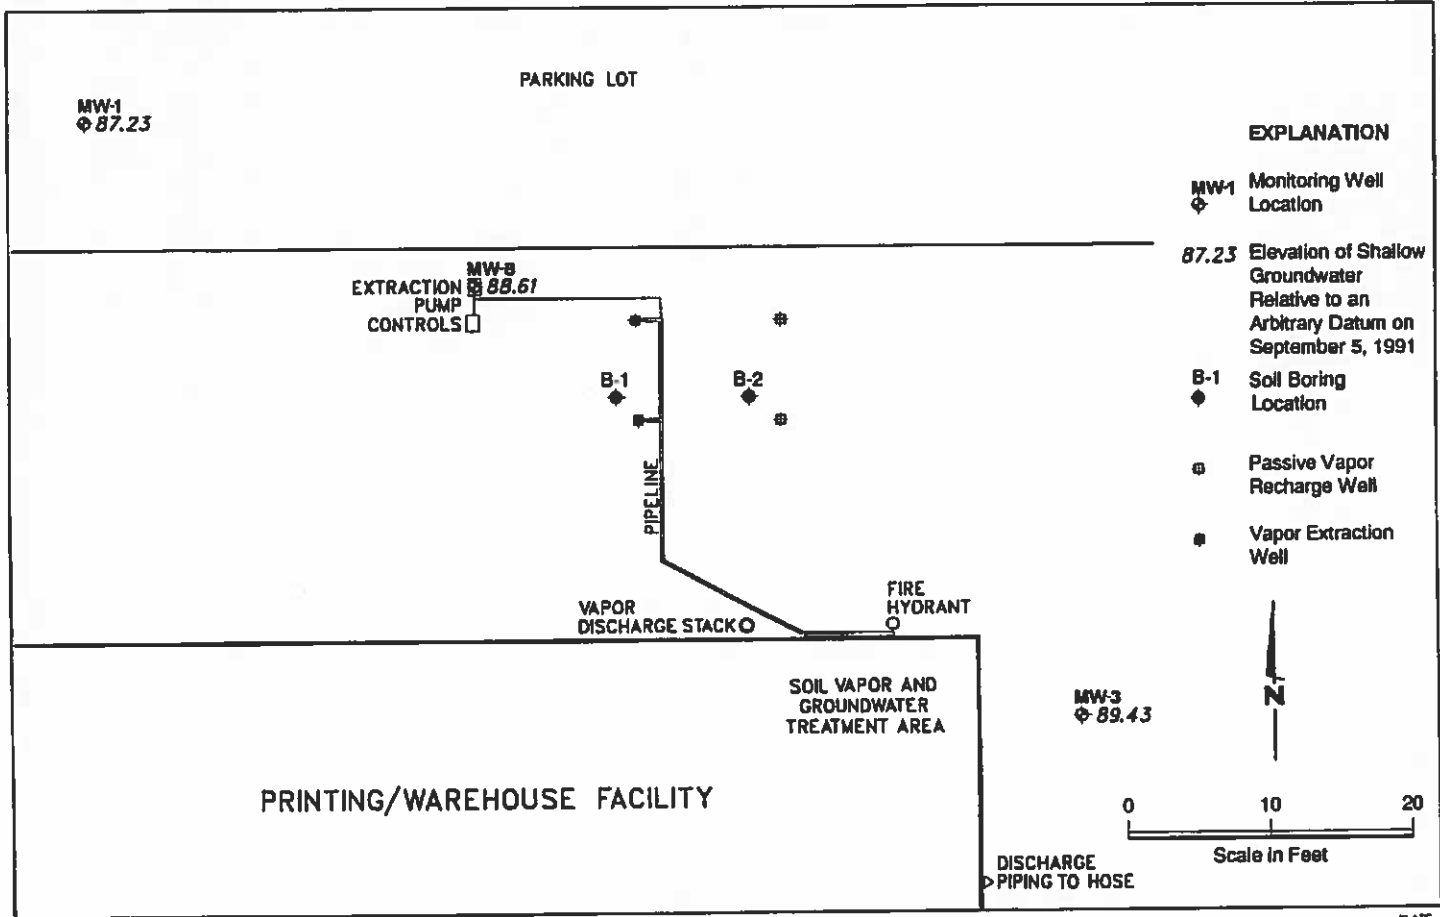 PARKING LOT
MW-1
87.23
EXPLANATION
MW-1 Monitoring Well
Location
87.23 Elevation of Shallow
Groundwater
Relative to an
Arbitrary Datum on
September 5, 1991
B-1 Soil Boring
Location
Passive Vapor
Recharge Well
Vapor Extraction
Well
MW-8
88.61
EXTRACTION
PUMP
CONTROLS
B-1
B-2
PIPELINE
VAPOR
DISCHARGE STACK
FIRE
HYDRANT
SOIL VAPOR AND
GROUNDWATER
TREATMENT AREA
MW-3
89.43
N
PRINTING/WAREHOUSE FACILITY
0 10 20
Scale in Feet
DISCHARGE
PIPING TO HOSE